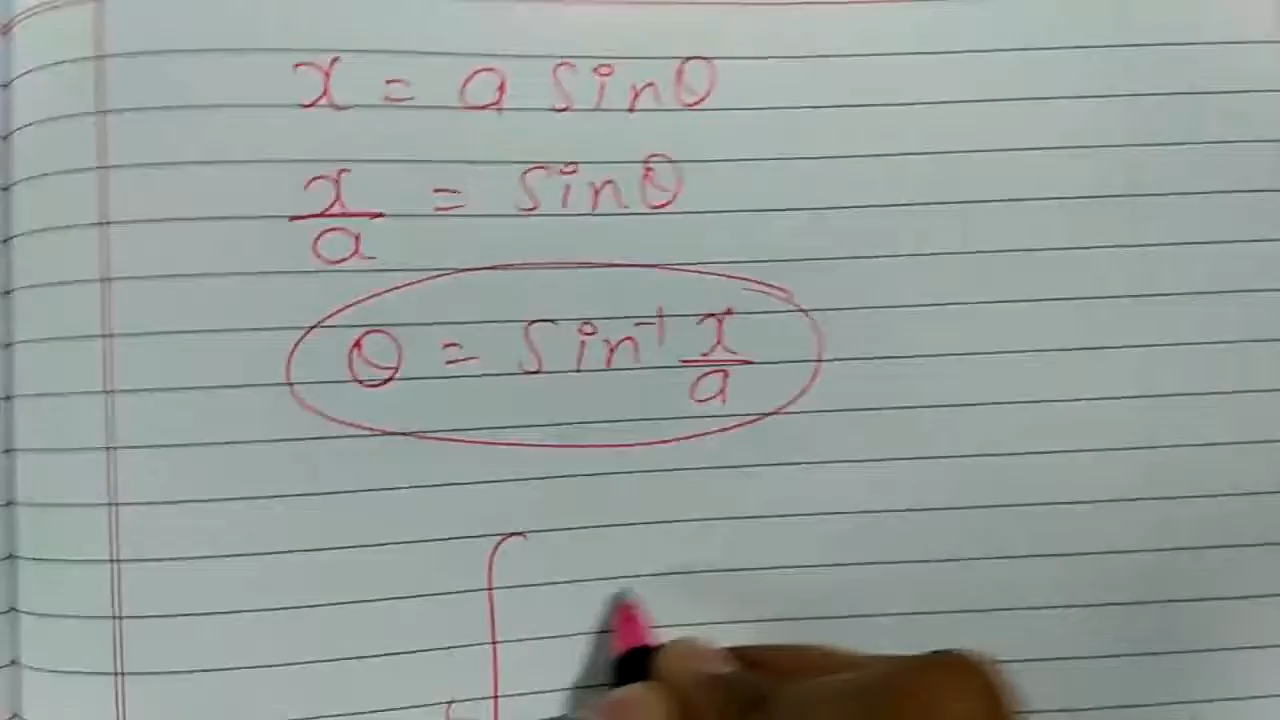 x = a sinθ
x/a = sinθ
θ = sin⁻¹ x/a
∫